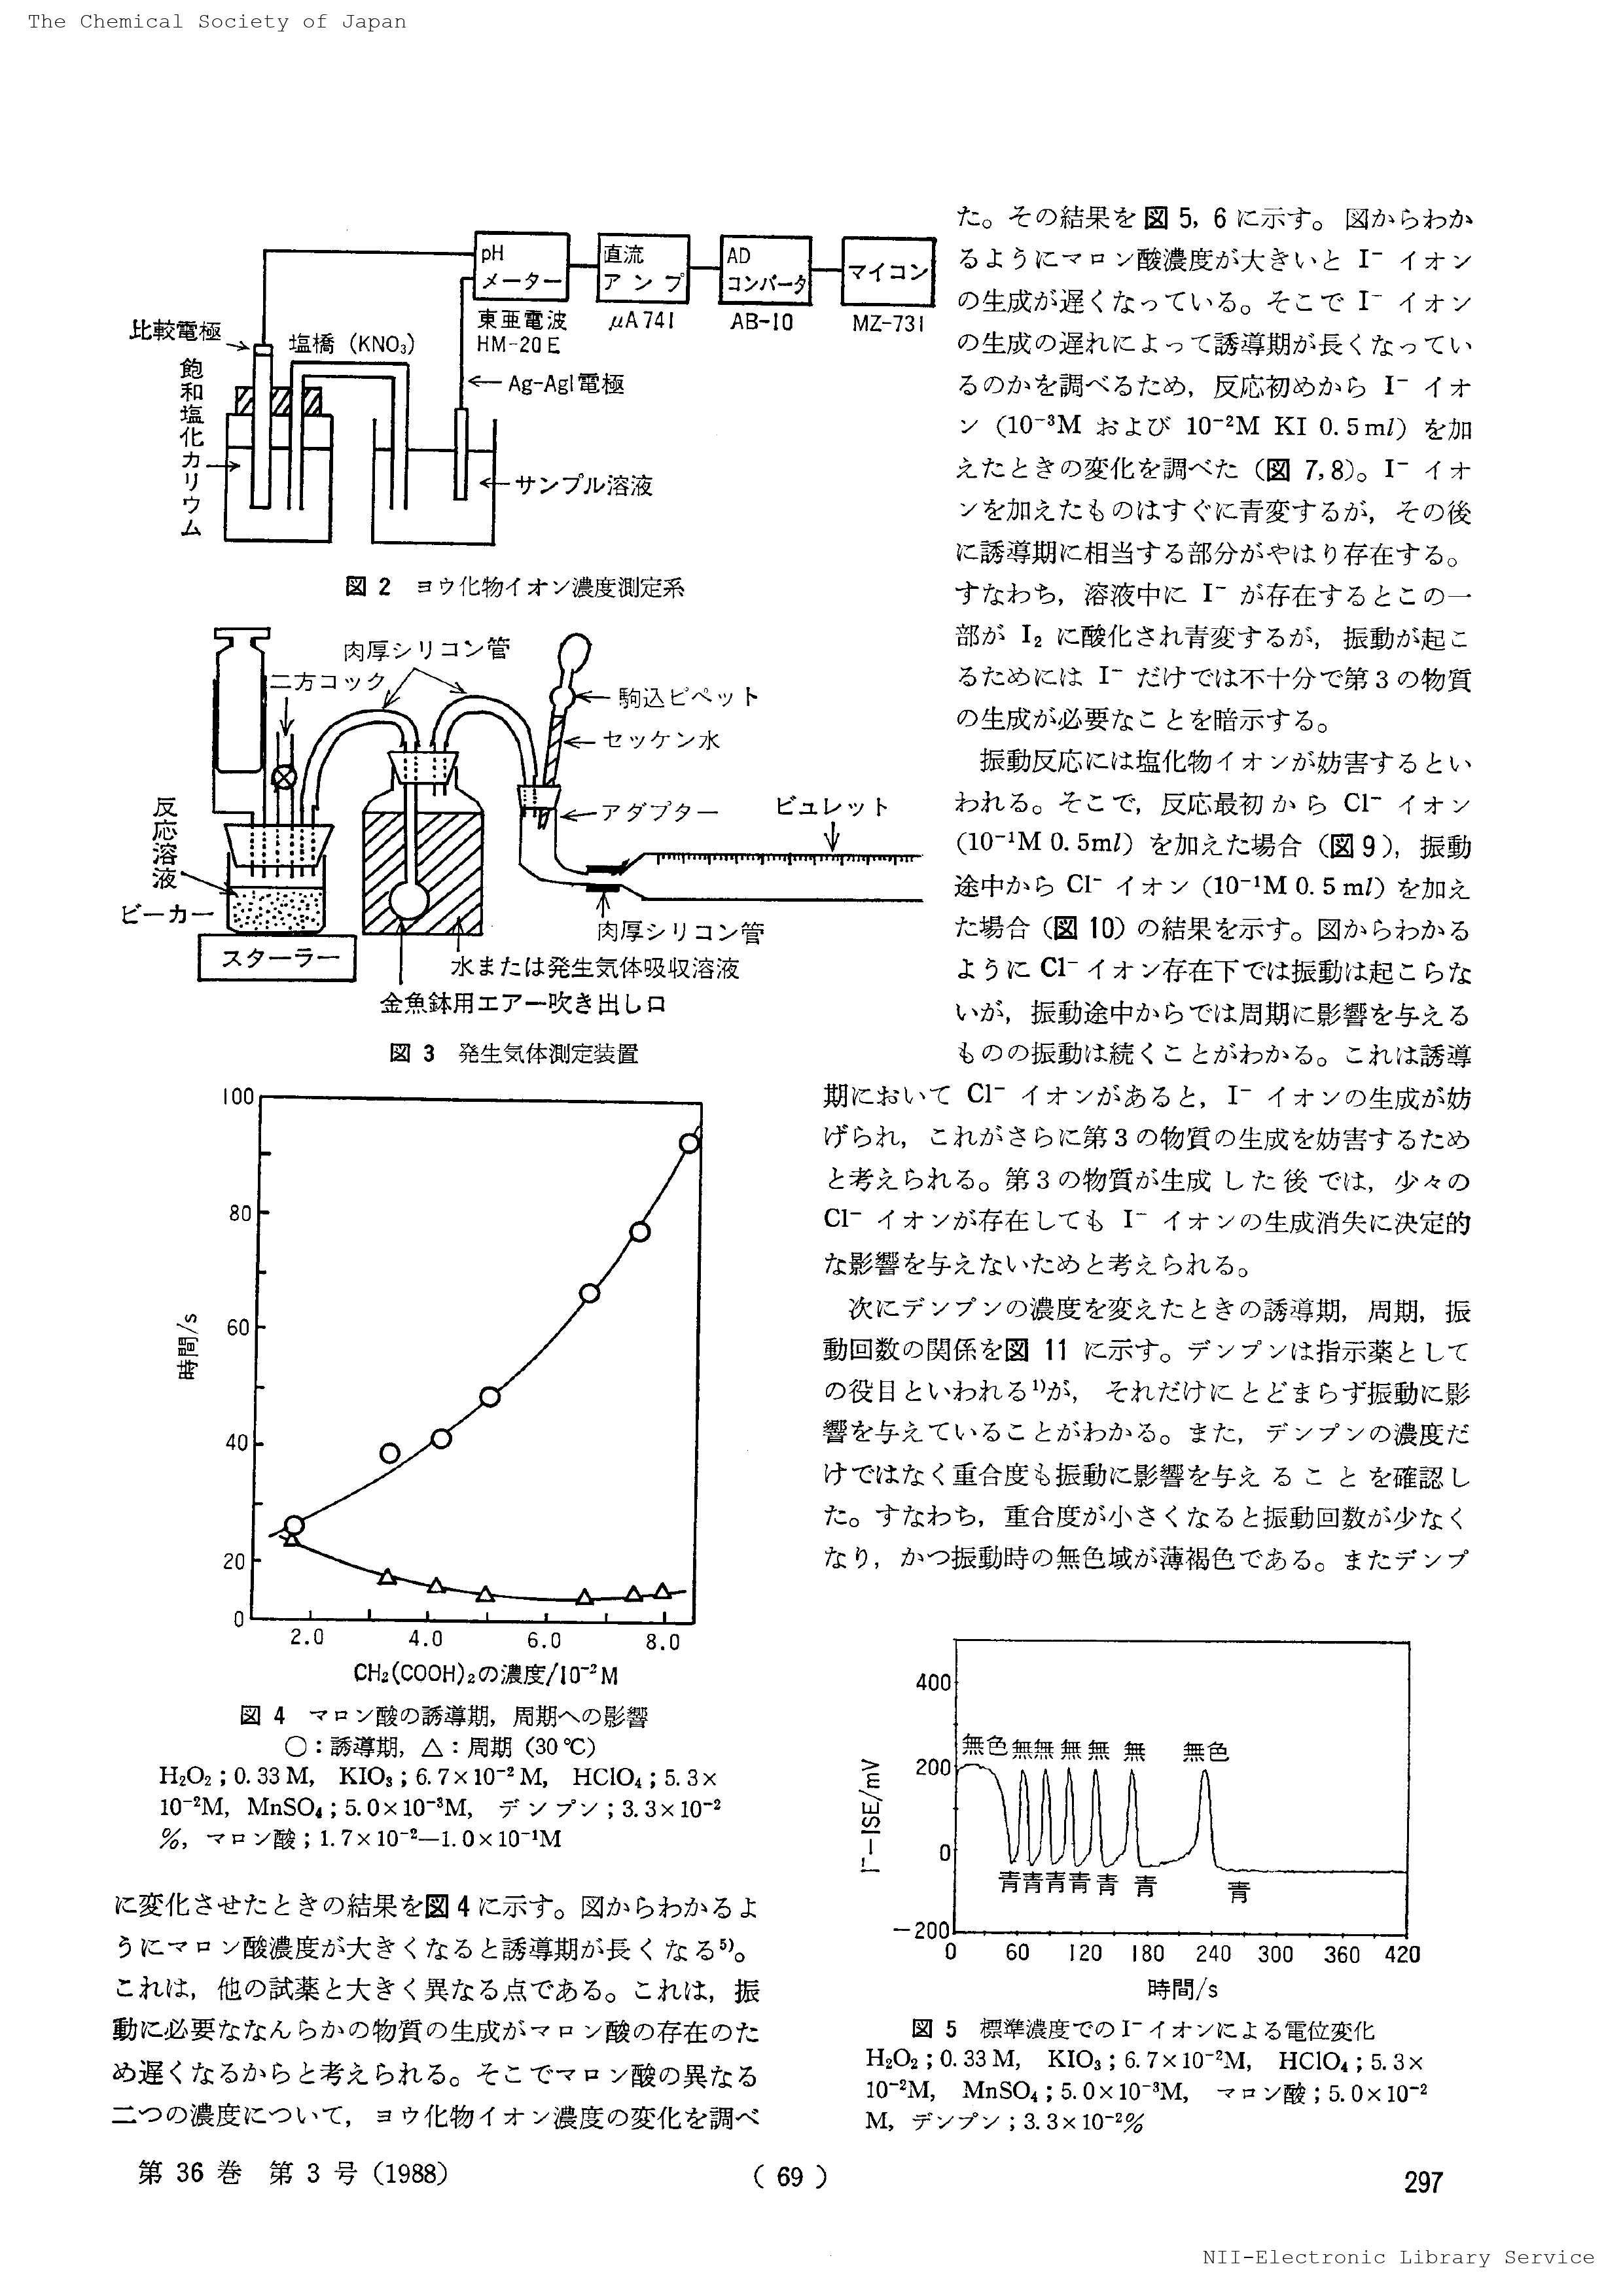 The Chemical Society of Japan
pH
メーター
直流
アンプ
AD
コンバータ
マイコン
東亜電波
HM-20E
μA741
AB-10
MZ-731
比較電極
塩橋 (KNO₃)
飽和塩化カリウム
Ag-AgI電極
サンプル溶液
図 2 ヨウ化物イオン濃度測定系
肉厚シリコン管
二方コック
駒込ピペット
セッケン水
アダプター
ビュレット
反応溶液
ビーカー
スターラー
肉厚シリコン管
水または発生気体吸収溶液
金魚鉢用エアー吹き出し口
図 3 発生気体測定装置
100
80
60
40
20
0
時間/s
2.0 4.0 6.0 8.0
CH₂(COOH)₂の濃度/10⁻²M
図 4 マロン酸の誘導期,周期への影響
○:誘導期,△:周期(30℃)
H₂O₂;0.33 M, KIO₃;6.7×10⁻²M, HClO₄;5.3×
10⁻²M, MnSO₄;5.0×10⁻³M, デンプン;3.3×10⁻²
%, マロン酸;1.7×10⁻²—1.0×10⁻¹M
に変化させたときの結果を図4に示す。図からわかるよ
うにマロン酸濃度が大きくなると誘導期が長くなる⁵⁾。
これは,他の試薬と大きく異なる点である。これは,振
動に必要ななんらかの物質の生成がマロン酸の存在のた
め遅くなるからと考えられる。そこでマロン酸の異なる
二つの濃度について,ヨウ化物イオン濃度の変化を調べ
た。その結果を図5, 6に示す。図からわか
るようにマロン酸濃度が大きいと I⁻ イオン
の生成が遅くなっている。そこで I⁻ イオン
の生成の遅れによって誘導期が長くなってい
るのかを調べるため,反応初めから I⁻ イオ
ン (10⁻³M および 10⁻²M KI 0.5ml) を加
えたときの変化を調べた(図 7,8)。I⁻ イオ
ンを加えたものはすぐに青変するが,その後
に誘導期に相当する部分がやはり存在する。
すなわち,溶液中に I⁻ が存在するとこの一
部が I₂ に酸化され青変するが,振動が起こ
るためには I⁻ だけでは不十分で第3の物質
の生成が必要なことを暗示する。
振動反応には塩化物イオンが妨害するとい
われる。そこで,反応最初から Cl⁻ イオン
(10⁻¹M 0.5ml) を加えた場合(図9),振動
途中から Cl⁻ イオン (10⁻¹M 0.5 ml) を加え
た場合(図10)の結果を示す。図からわかる
ように Cl⁻ イオン存在下では振動は起こらな
いが,振動途中からでは周期に影響を与える
ものの振動は続くことがわかる。これは誘導
期において Cl⁻ イオンがあると,I⁻ イオンの生成が妨
げられ,これがさらに第3の物質の生成を妨害するため
と考えられる。第3の物質が生成した後では,少々の
Cl⁻ イオンが存在しても I⁻ イオンの生成消失に決定的
な影響を与えないためと考えられる。
次にデンプンの濃度を変えたときの誘導期,周期,振
動回数の関係を図 11 に示す。デンプンは指示薬として
の役目といわれる¹⁾が,それだけにとどまらず振動に影
響を与えていることがわかる。また,デンプンの濃度だ
けではなく重合度も振動に影響を与えることを確認し
た。すなわち,重合度が小さくなると振動回数が少なく
なり,かつ振動時の無色域が薄褐色である。またデンプ
400
200
0
−200
I⁻−ISE/mV
無色 無 無 無 無 無 無色
青 青 青 青 青 青 青
0 60 120 180 240 300 360 420
時間/s
図 5 標準濃度での I⁻ イオンによる電位変化
H₂O₂;0.33 M, KIO₃;6.7×10⁻²M, HClO₄;5.3×
10⁻²M, MnSO₄;5.0×10⁻³M, マロン酸;5.0×10⁻²
M, デンプン;3.3×10⁻²%
第 36 巻 第 3 号 (1988)
( 69 )
297
NII-Electronic Library Service